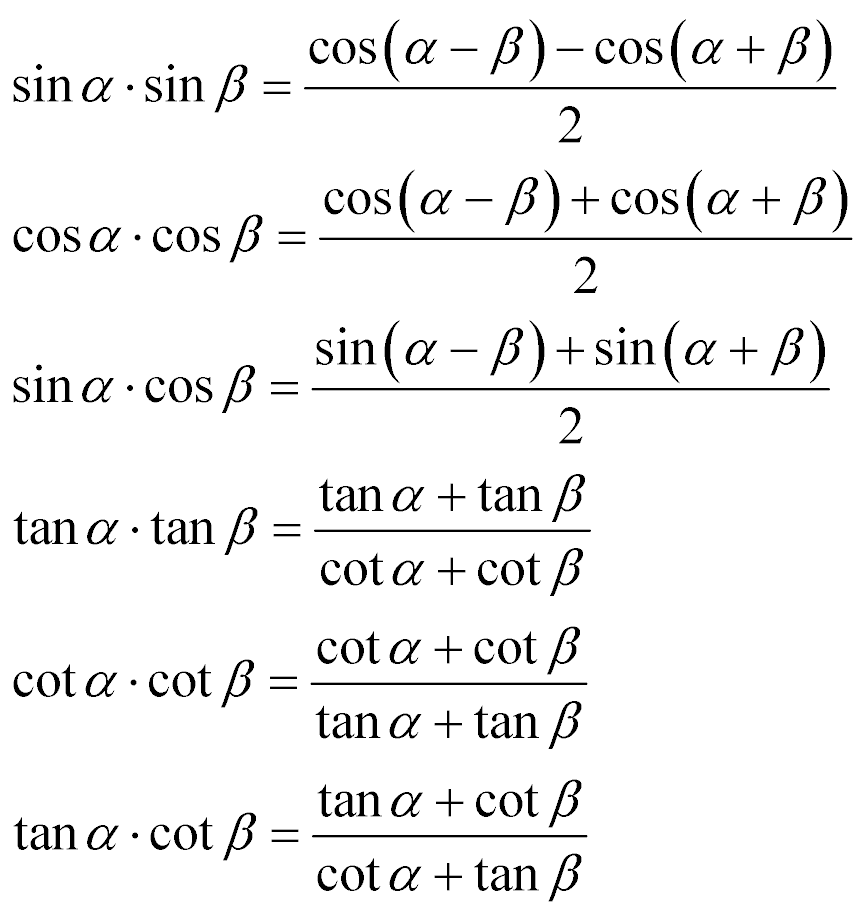 sin α · sin β = (cos(α − β) − cos(α + β)) / 2
cos α · cos β = (cos(α − β) + cos(α + β)) / 2
sin α · cos β = (sin(α − β) + sin(α + β)) / 2
tan α · tan β = (tan α + tan β) / (cot α + cot β)
cot α · cot β = (cot α + cot β) / (tan α + tan β)
tan α · cot β = (tan α + cot β) / (cot α + tan β)